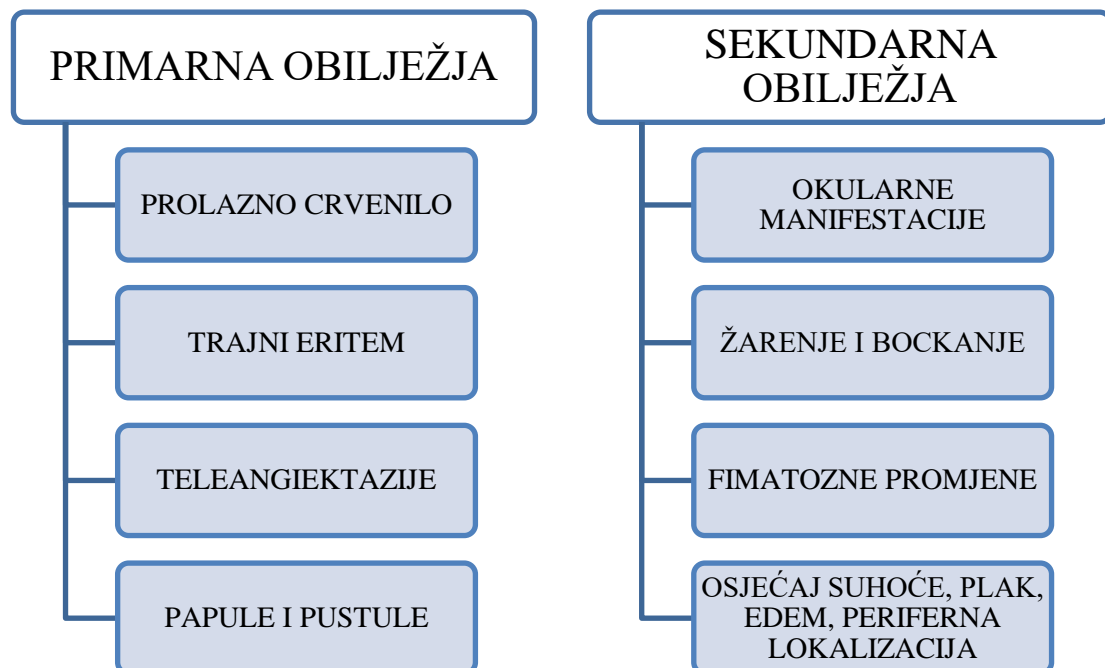 PRIMARNA OBILJEŽJA
PROLAZNO CRVENILO
TRAJNI ERITEM
TELEANGIEKTAZIJE
PAPULE I PUSTULE
SEKUNDARNA
OBILJEŽJA
OKULARNE
MANIFESTACIJE
ŽARENJE I BOCKANJE
FIMATOZNE PROMJENE
OSJEĆAJ SUHOĆE, PLAK,
EDEM, PERIFERNA
LOKALIZACIJA